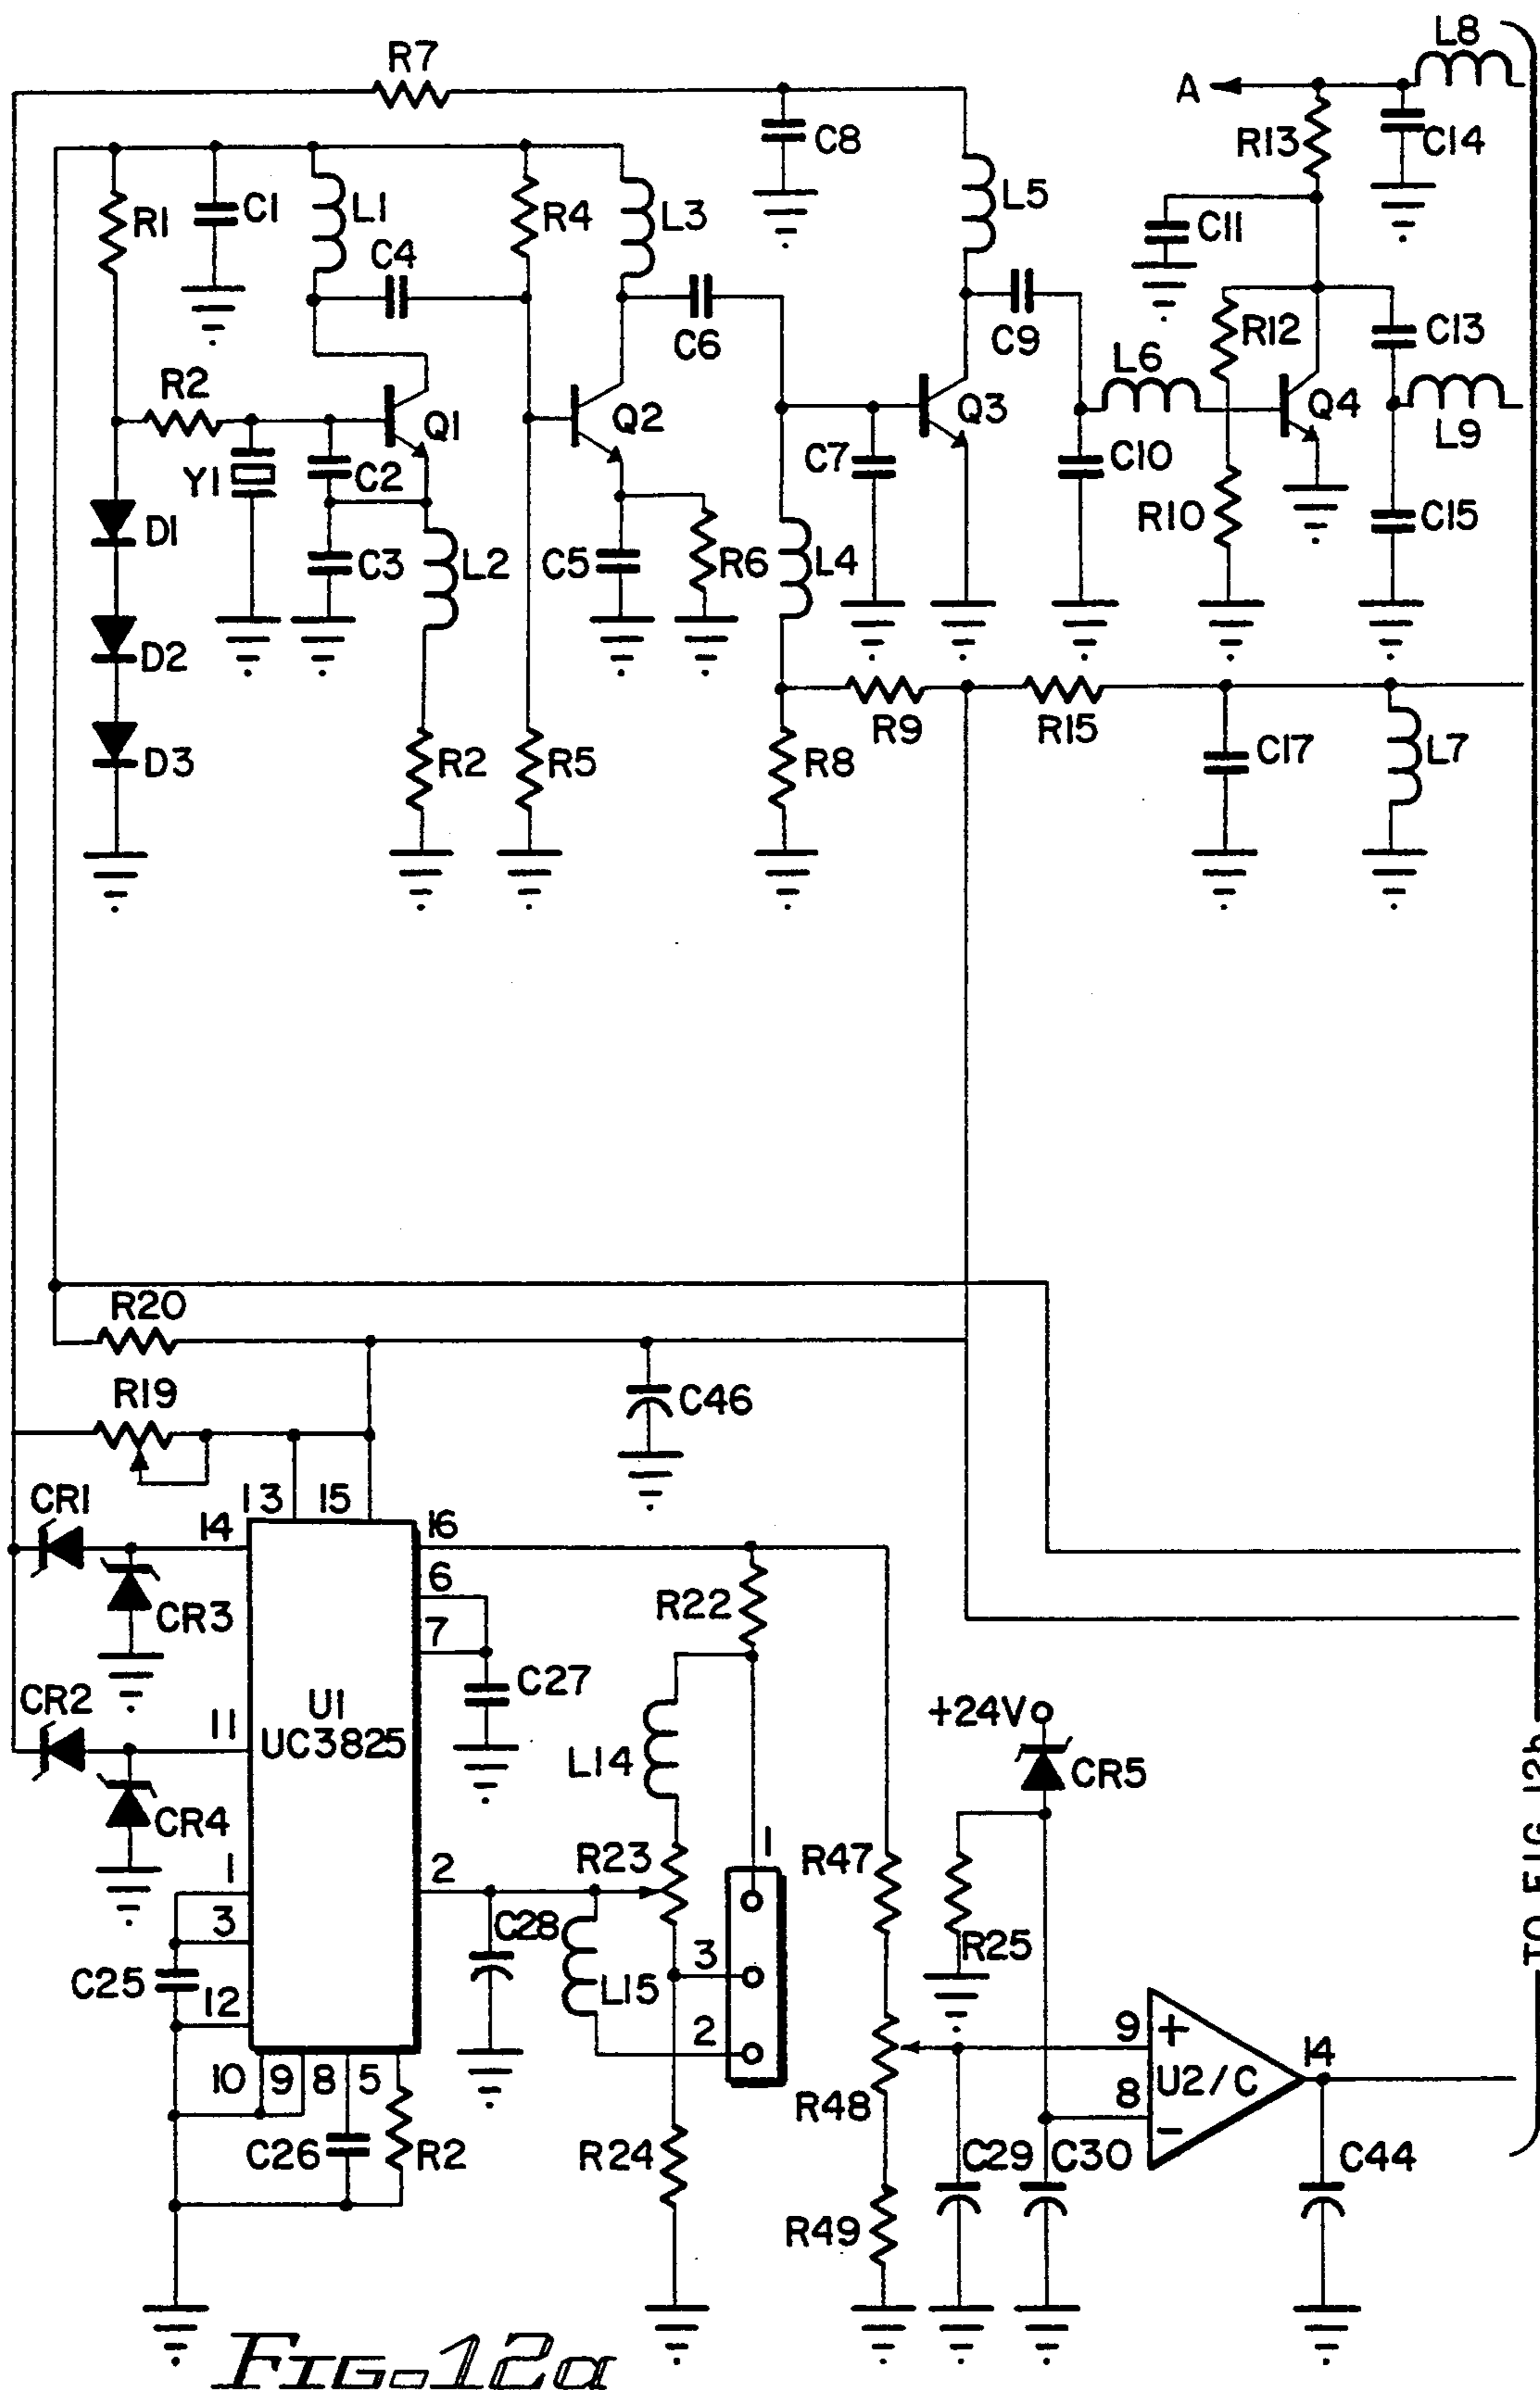 R7
L8
A
R13
C14
C8
R1
C1
L1
R4
L3
L5
C4
C11
C6
C9
R12
C13
R2
L6
Q1
Q2
Q3
Q4
L9
Y1
C2
C7
C10
R10
C15
D1
C3
L2
C5
R6
L4
D2
D3
R2
R5
R8
R9
R15
C17
L7
R20
R19
C46
CR1
13
15
14
16
6
CR3
7
R22
C27
CR2
11
U1
UC3825
L14
+24V
CR5
CR4
1
2
R23
1
R47
3
C28
R25
C25
12
L15
3
2
9
+
14
U2/C
8
-
10
9
8
5
R48
C26
R2
R24
C29
C30
C44
R49
TO FIG. 12b
FIG. 12a